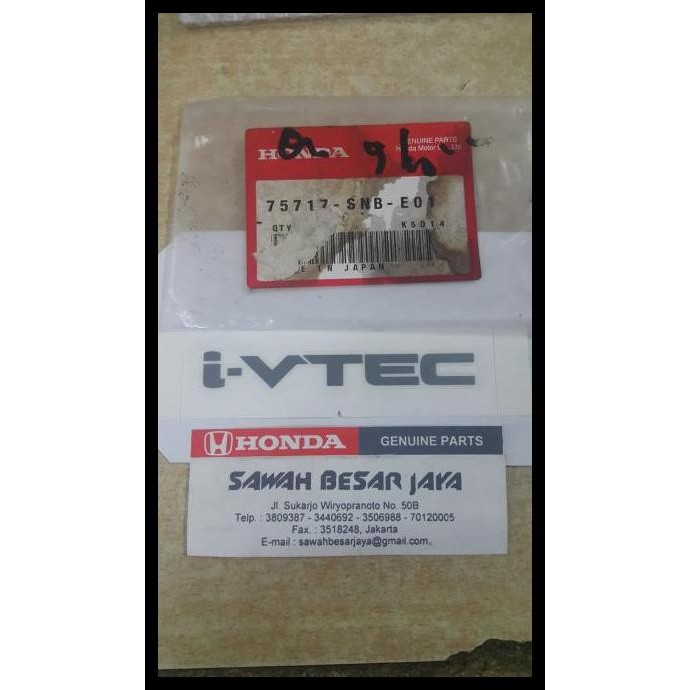 HONDA
GENUINE PARTS
Honda Motor Co., Ltd.
75717-SNB-E01
QTY K5014
IN JAPAN
i-VTEC
HONDA GENUINE PARTS
SAWAH BESAR JAYA
Jl. Sukarjo Wiryopranoto No. 50B
Telp. : 3809387 - 3440692 - 3506988 - 70120005
Fax. : 3518248, Jakarta
E-mail : sawahbesarjaya@gmail.com